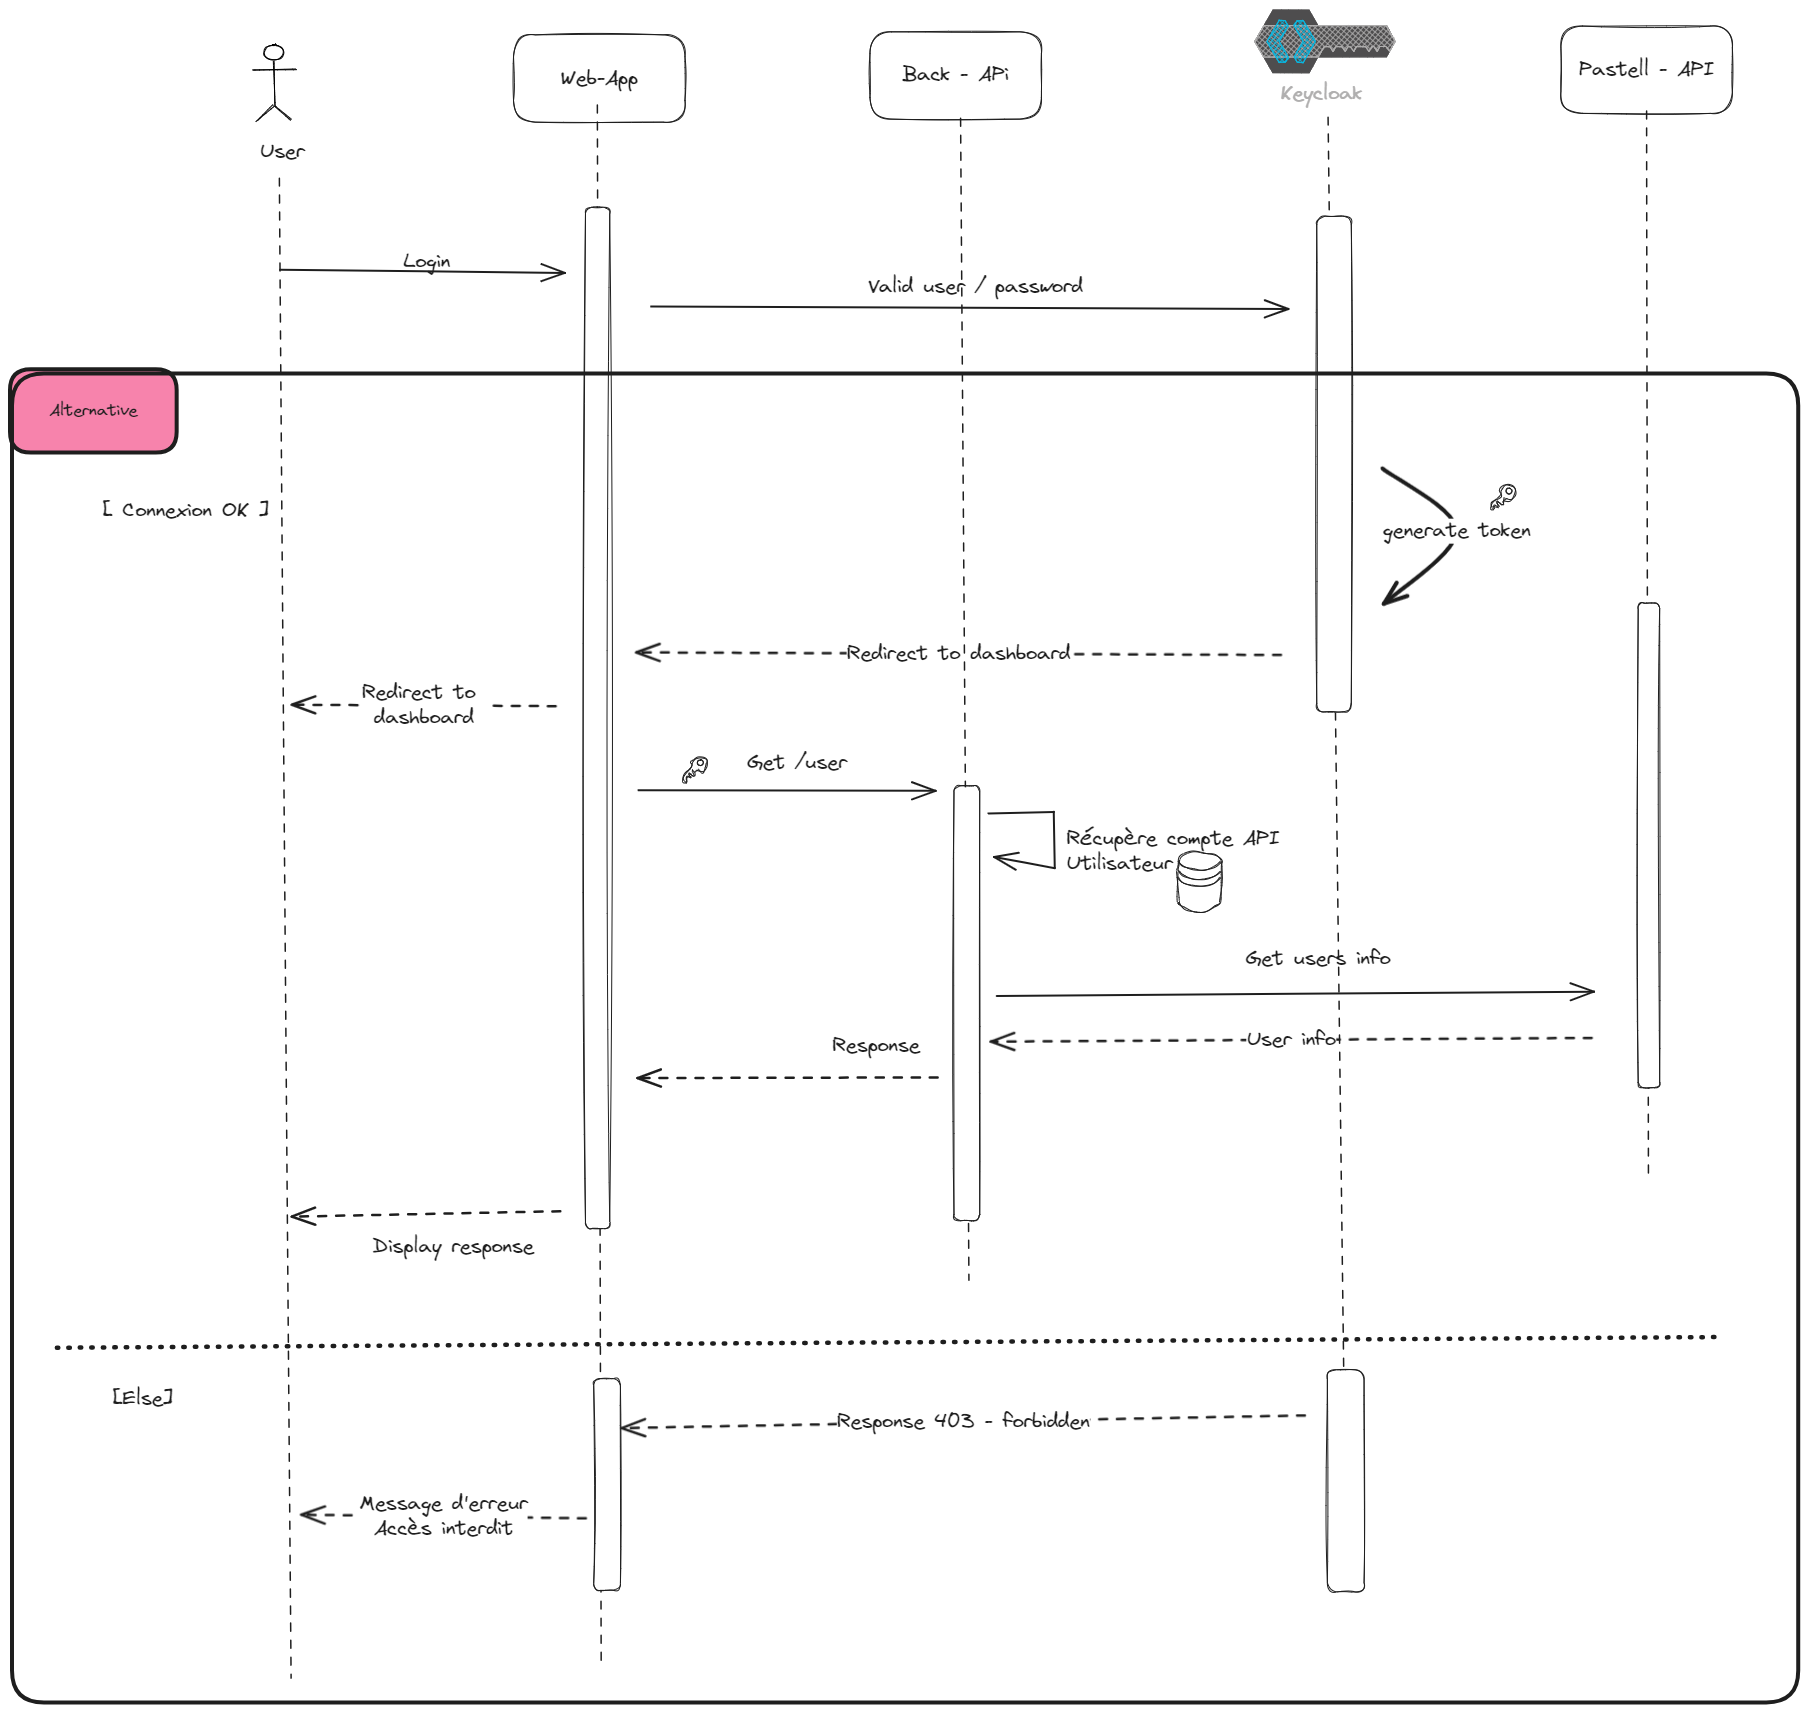 User
Web-App
Back - APi
Keycloak
Pastell - API
Login
Valid user / password
Alternative
[ Connexion OK ]
generate token
Redirect to dashboard
Redirect to
dashboard
Get /user
Récupère compte API
Utilisateur
Get users info
User info
Response
Display response
[Else]
Response 403 - forbidden
Message d'erreur
Accès interdit